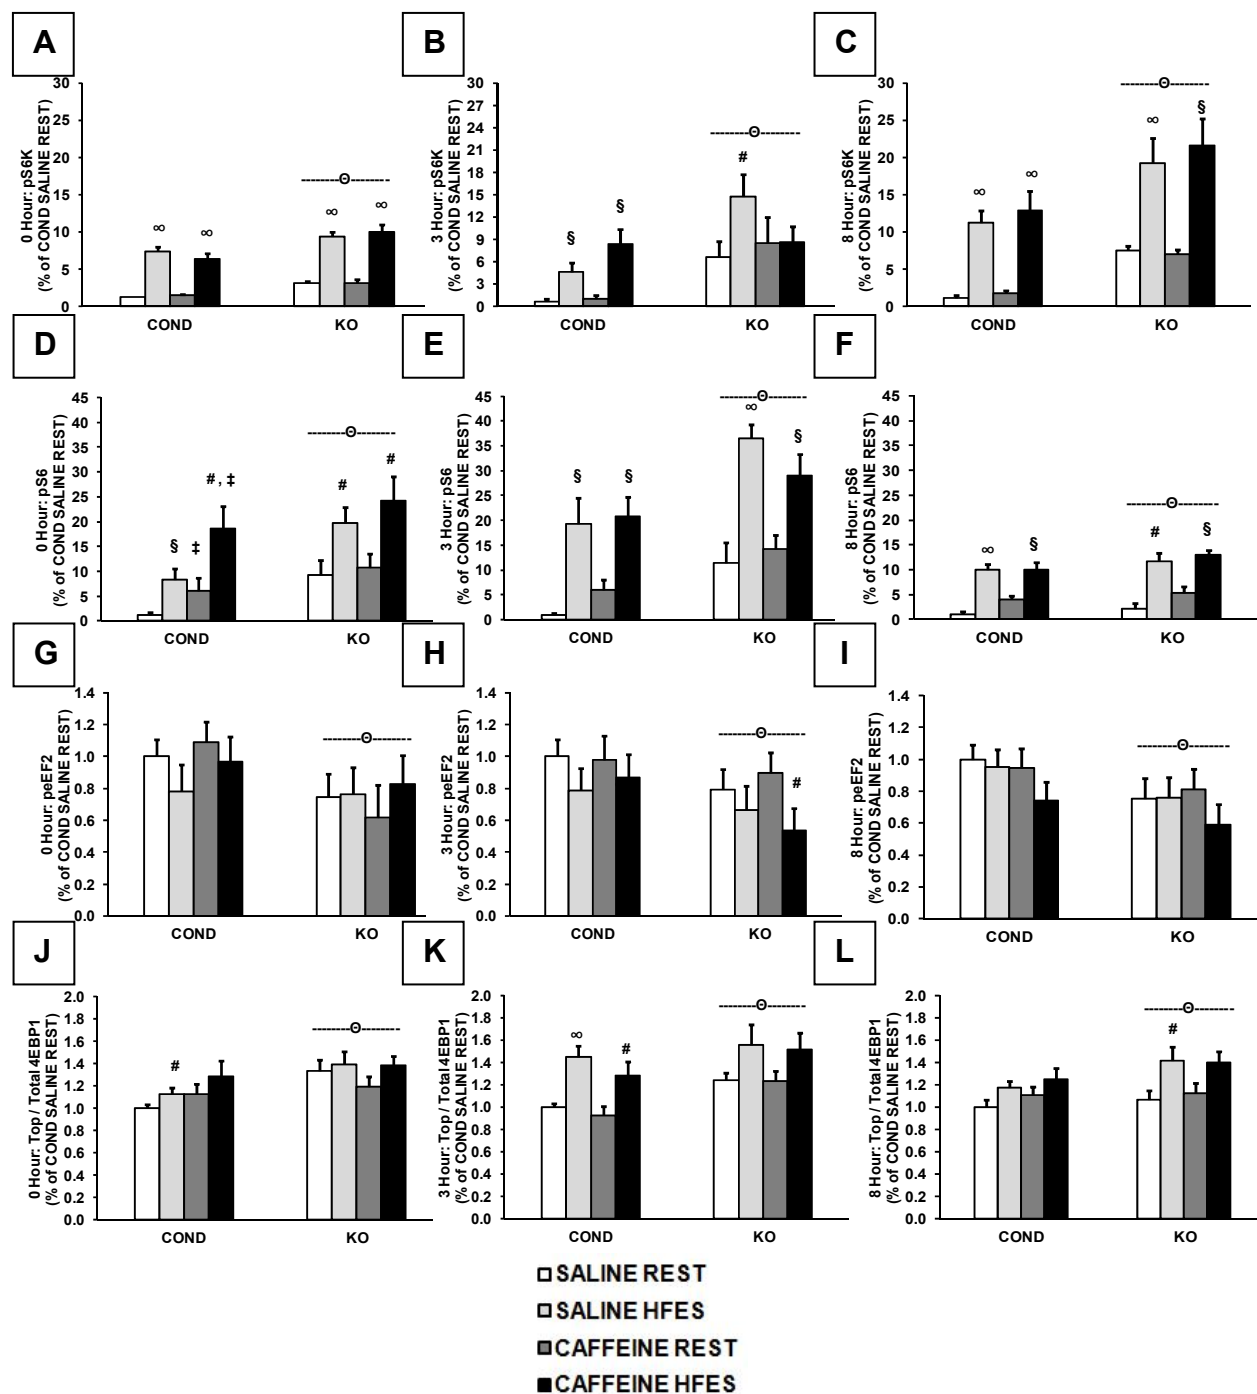 A
0 Hour: pS6K
(% of COND SALINE REST)
30
25
20
15
10
5
0
-------Θ-------
∞
∞
∞
∞
COND
KO
B
3 Hour: pS6K
(% of COND SALINE REST)
30
27
24
21
18
15
12
9
6
3
0
-------Θ-------
#
§
§
COND
KO
C
8 Hour: pS6K
(% of COND SALINE REST)
30
25
20
15
10
5
0
-------Θ-------
∞
§
∞
∞
COND
KO
D
0 Hour: pS6
(% of COND SALINE REST)
45
40
35
30
25
20
15
10
5
0
-------Θ-------
§
‡
#, ‡
#
#
COND
KO
E
3 Hour: pS6
(% of COND SALINE REST)
45
40
35
30
25
20
15
10
5
0
-------Θ-------
∞
§
§
§
COND
KO
F
8 Hour: pS6
(% of COND SALINE REST)
45
40
35
30
25
20
15
10
5
0
-------Θ-------
∞
§
#
§
COND
KO
G
0 Hour: peEF2
(% of COND SALINE REST)
1.4
1.2
1.0
0.8
0.6
0.4
0.2
0.0
-------Θ-------
COND
KO
H
3 Hour: peEF2
(% of COND SALINE REST)
1.4
1.2
1.0
0.8
0.6
0.4
0.2
0.0
-------Θ-------
#
COND
KO
I
8 Hour: peEF2
(% of COND SALINE REST)
1.4
1.2
1.0
0.8
0.6
0.4
0.2
0.0
-------Θ-------
COND
KO
J
0 Hour: Top / Total 4EBP1
(% of COND SALINE REST)
2.0
1.8
1.6
1.4
1.2
1.0
0.8
0.6
0.4
0.2
0.0
-------Θ-------
#
COND
KO
K
3 Hour: Top / Total 4EBP1
(% of COND SALINE REST)
2.0
1.8
1.6
1.4
1.2
1.0
0.8
0.6
0.4
0.2
0.0
-------Θ-------
∞
#
COND
KO
L
8 Hour: Top / Total 4EBP1
(% of COND SALINE REST)
2.0
1.8
1.6
1.4
1.2
1.0
0.8
0.6
0.4
0.2
0.0
-------Θ-------
#
COND
KO
SALINE REST
SALINE HFES
CAFFEINE REST
CAFFEINE HFES